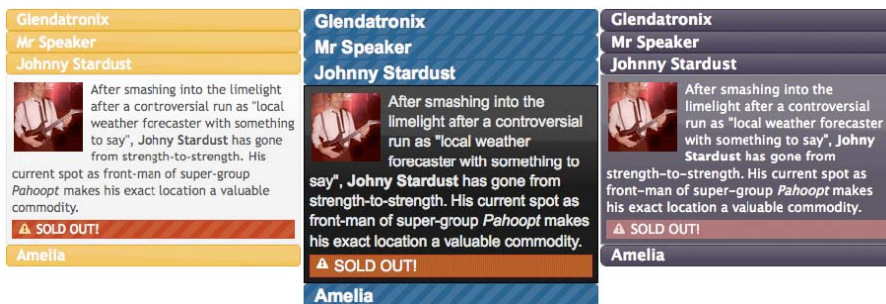 Glendatronix
Mr Speaker
Johnny Stardust
After smashing into the limelight
after a controversial run as "local
weather forecaster with something
to say", Johny Stardust has gone
from strength-to-strength. His
current spot as front-man of super-group
Pahoopt makes his exact location a valuable
commodity.
SOLD OUT!
Amelia
Glendatronix
Mr Speaker
Johnny Stardust
After smashing into the
limelight after a controversial
run as "local weather
forecaster with something to
say", Johny Stardust has gone from
strength-to-strength. His current spot as
front-man of super-group Pahoopt makes
his exact location a valuable commodity.
SOLD OUT!
Amelia
Glendatronix
Mr Speaker
Johnny Stardust
After smashing into the
limelight after a controversial
run as "local weather forecaster
with something to say", Johny
Stardust has gone from
strength-to-strength. His current spot as
front-man of super-group Pahoopt makes
his exact location a valuable commodity.
SOLD OUT!
Amelia